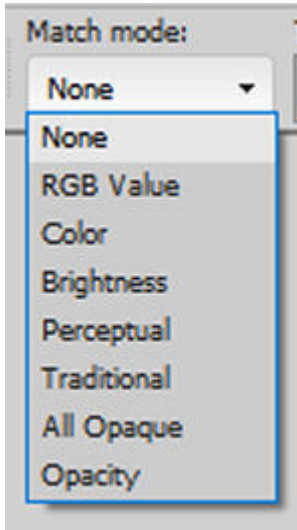 Match mode:
None
None
RGB Value
Color
Brightness
Perceptual
Traditional
All Opaque
Opacity